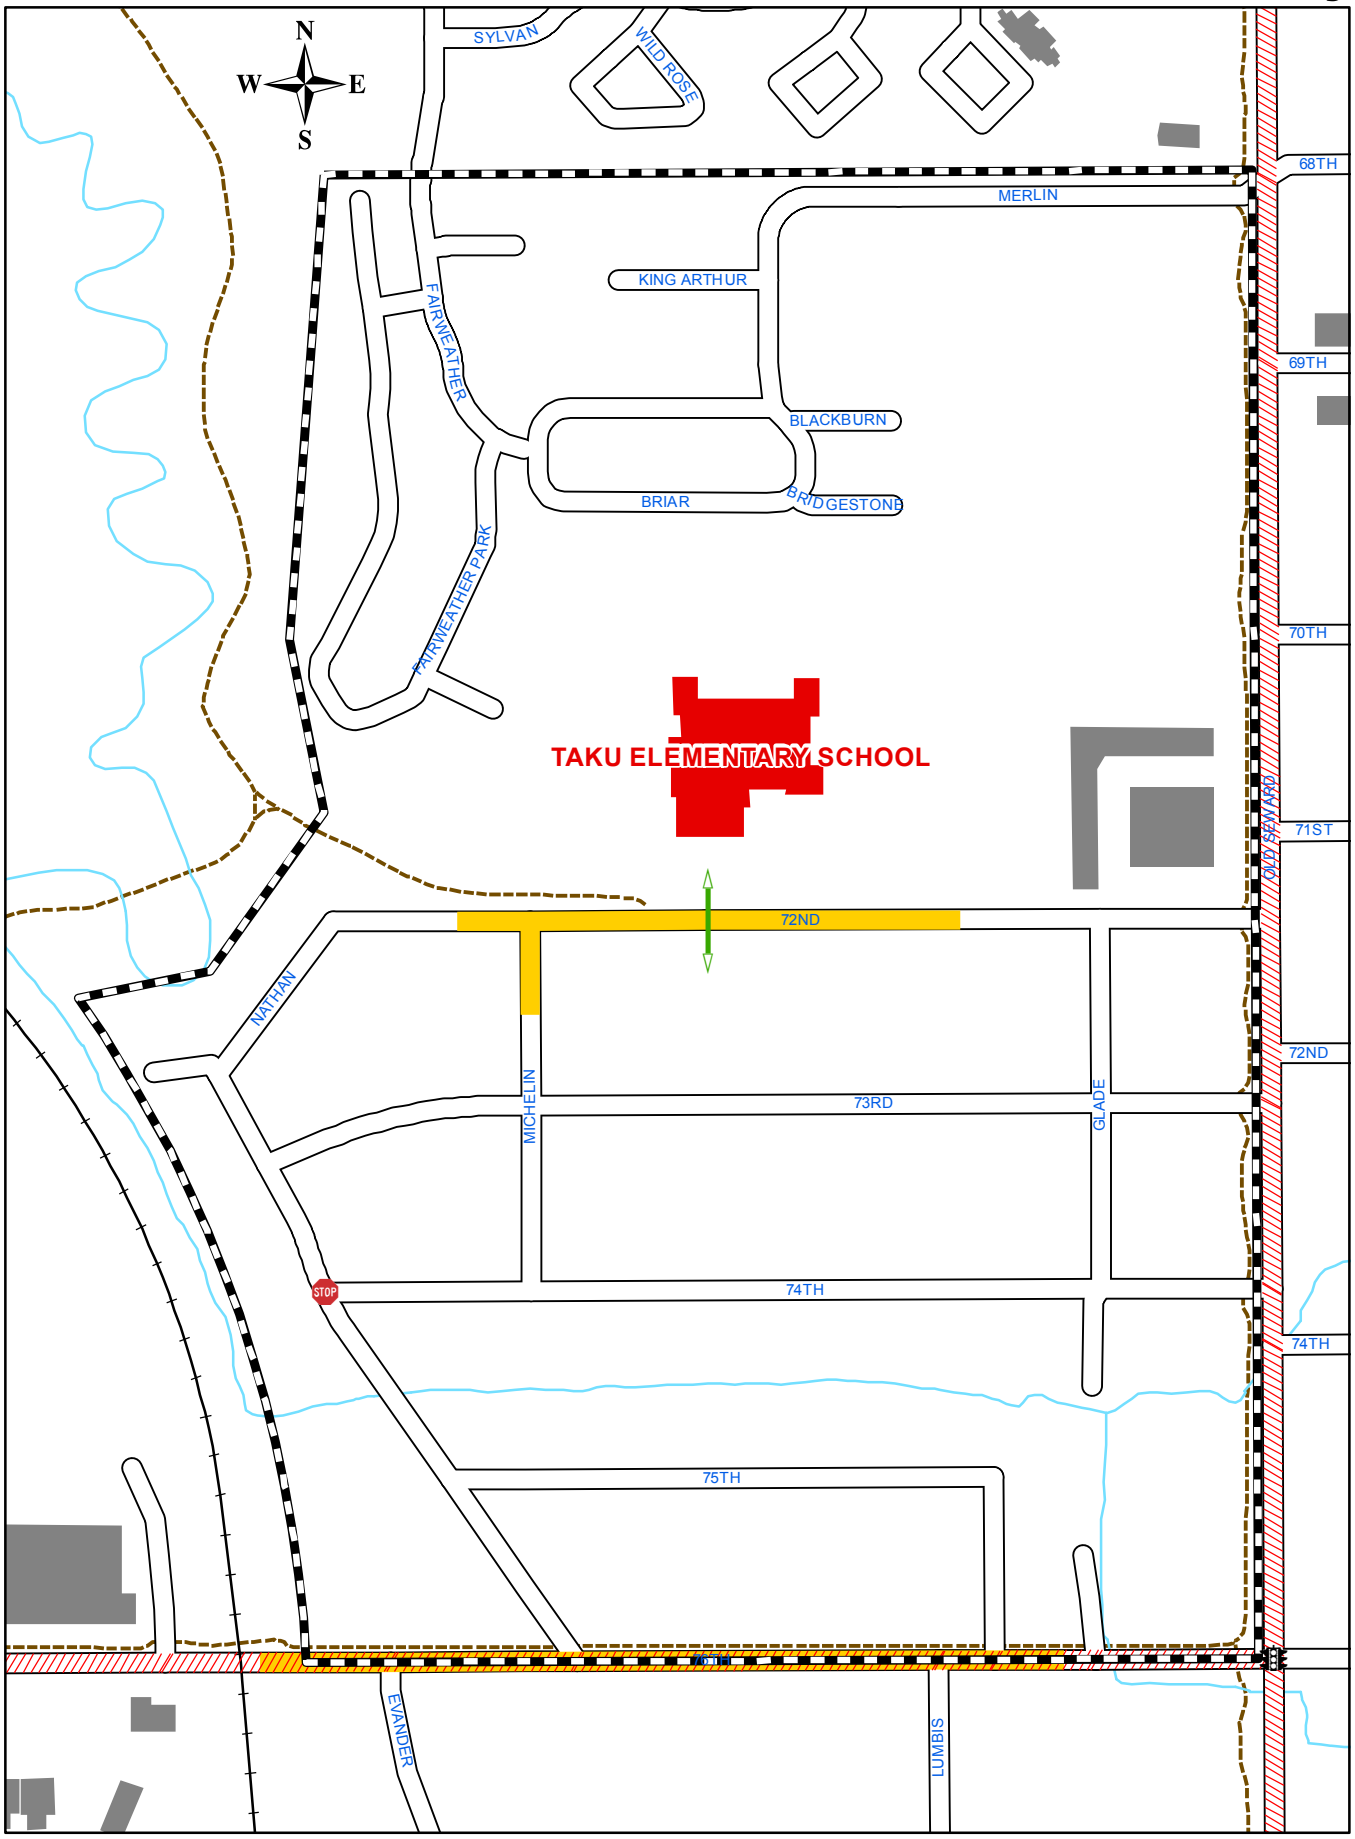 SYLVAN
WILD ROSE
N
W
E
S
68TH
MERLIN
KING ARTHUR
FAIRWEATHER
69TH
BLACKBURN
BRIAR
BRIDGESTONE
FAIRWEATHER PARK
70TH
TAKU ELEMENTARY SCHOOL
OLD SEWARD
71ST
72ND
NATHAN
72ND
MICHELIN
73RD
GLADE
STOP
74TH
74TH
75TH
76TH
EVANDER
LUMBIS